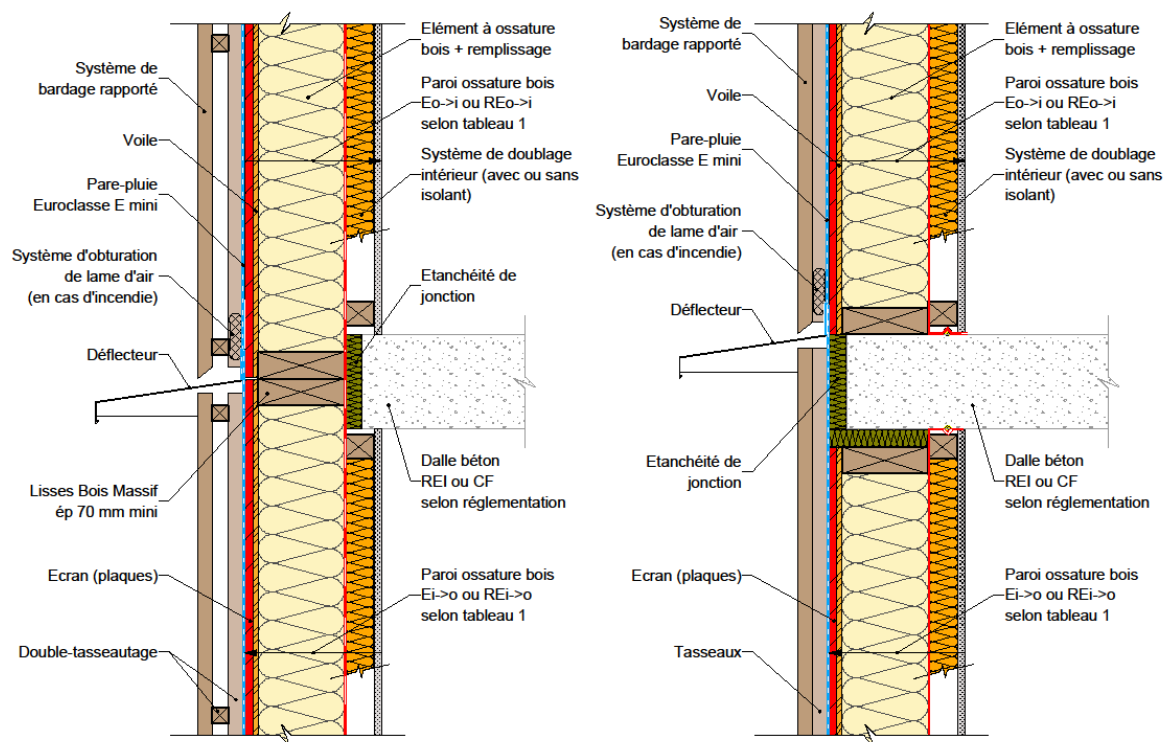 Système de
bardage rapporté
Voile
Pare-pluie
Euroclasse E mini
Système d'obturation
de lame d'air
(en cas d'incendie)
Déflecteur
Lisses Bois Massif
ép 70 mm mini
Ecran (plaques)
Double-tasseautage
Elément à ossature
bois + remplissage
Paroi ossature bois
Eo->i ou REo->i
selon tableau 1
Système de doublage
intérieur (avec ou sans
isolant)
Etanchéité de
jonction
Dalle béton
REI ou CF
selon réglementation
Paroi ossature bois
Ei->o ou REi->o
selon tableau 1
Système de
bardage rapporté
Voile
Pare-pluie
Euroclasse E mini
Système d'obturation
de lame d'air
(en cas d'incendie)
Déflecteur
Etanchéité de
jonction
Ecran (plaques)
Tasseaux
Elément à ossature
bois + remplissage
Paroi ossature bois
Eo->i ou REo->i
selon tableau 1
Système de doublage
intérieur (avec ou sans
isolant)
Dalle béton
REI ou CF
selon réglementation
Paroi ossature bois
Ei->o ou REi->o
selon tableau 1